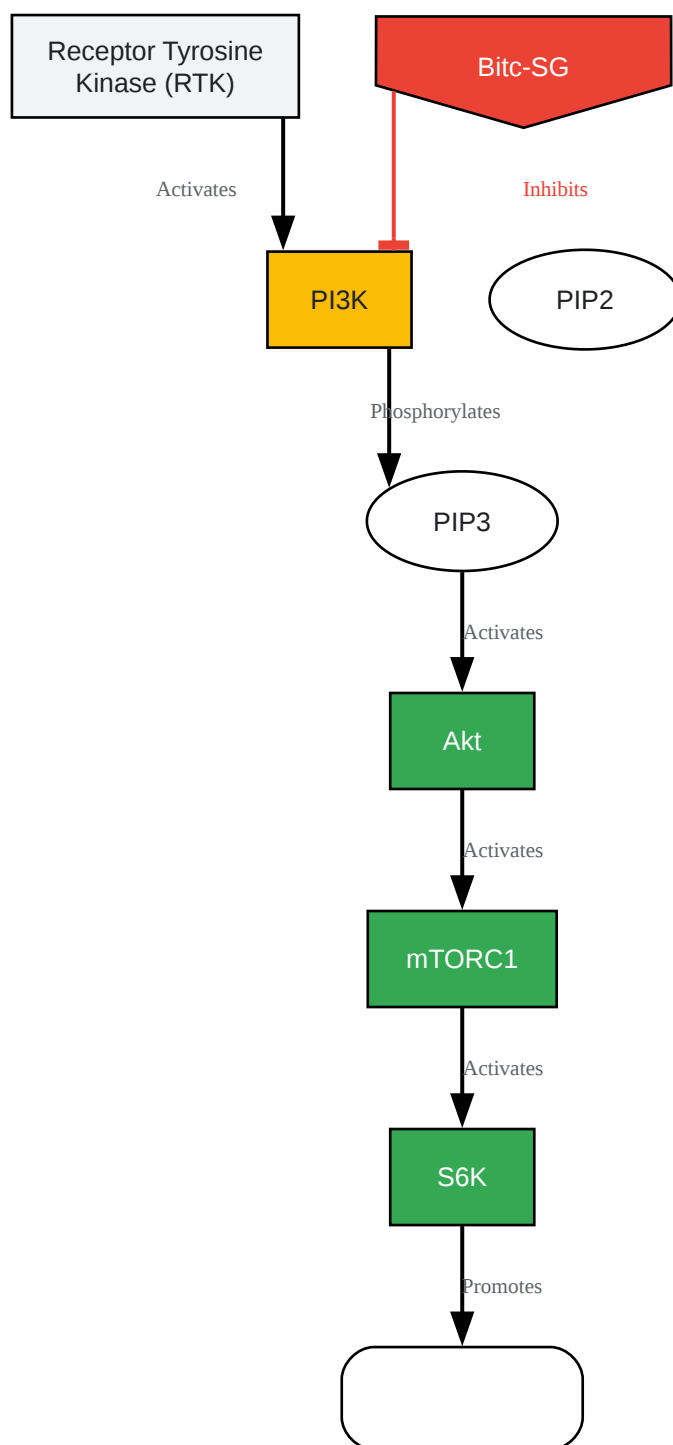 Receptor Tyrosine
Kinase (RTK)
Bitc-SG
Activates
Inhibits
PI3K
PIP2
Phosphorylates
PIP3
Activates
Akt
Activates
mTORC1
Activates
S6K
Promotes